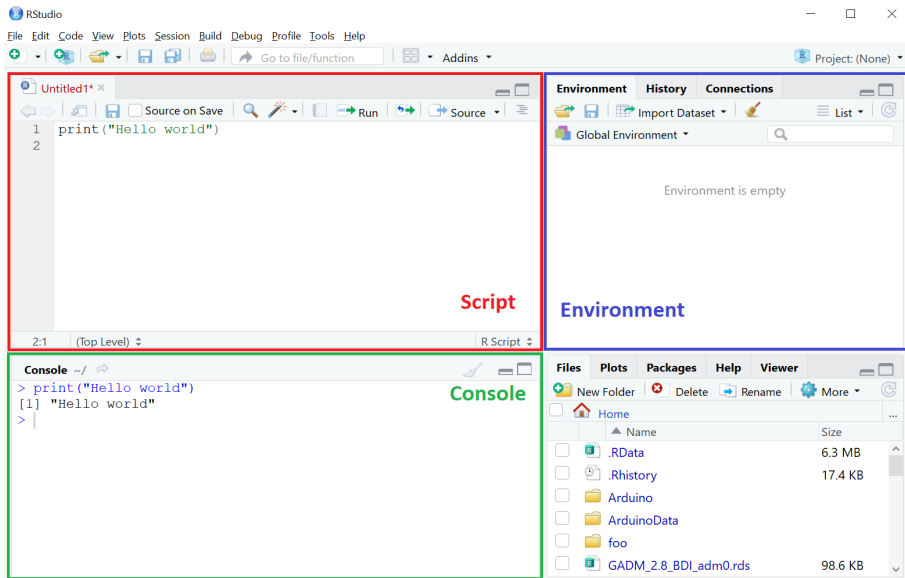 RStudio
File Edit Code View Plots Session Build Debug Profile Tools Help
Go to file/function
Addins
Project: (None)
Untitled1*
Source on Save
Run
Source
1 print("Hello world")
2
Script
2:1 (Top Level)
R Script
Environment History Connections
Import Dataset
List
Global Environment
Environment is empty
Environment
Console ~/
> print("Hello world")
[1] "Hello world"
>
Console
Files Plots Packages Help Viewer
New Folder Delete Rename More
Home
...
Name Size
.RData 6.3 MB
.Rhistory 17.4 KB
Arduino
ArduinoData
foo
GADM_2.8_BDI_adm0.rds 98.6 KB